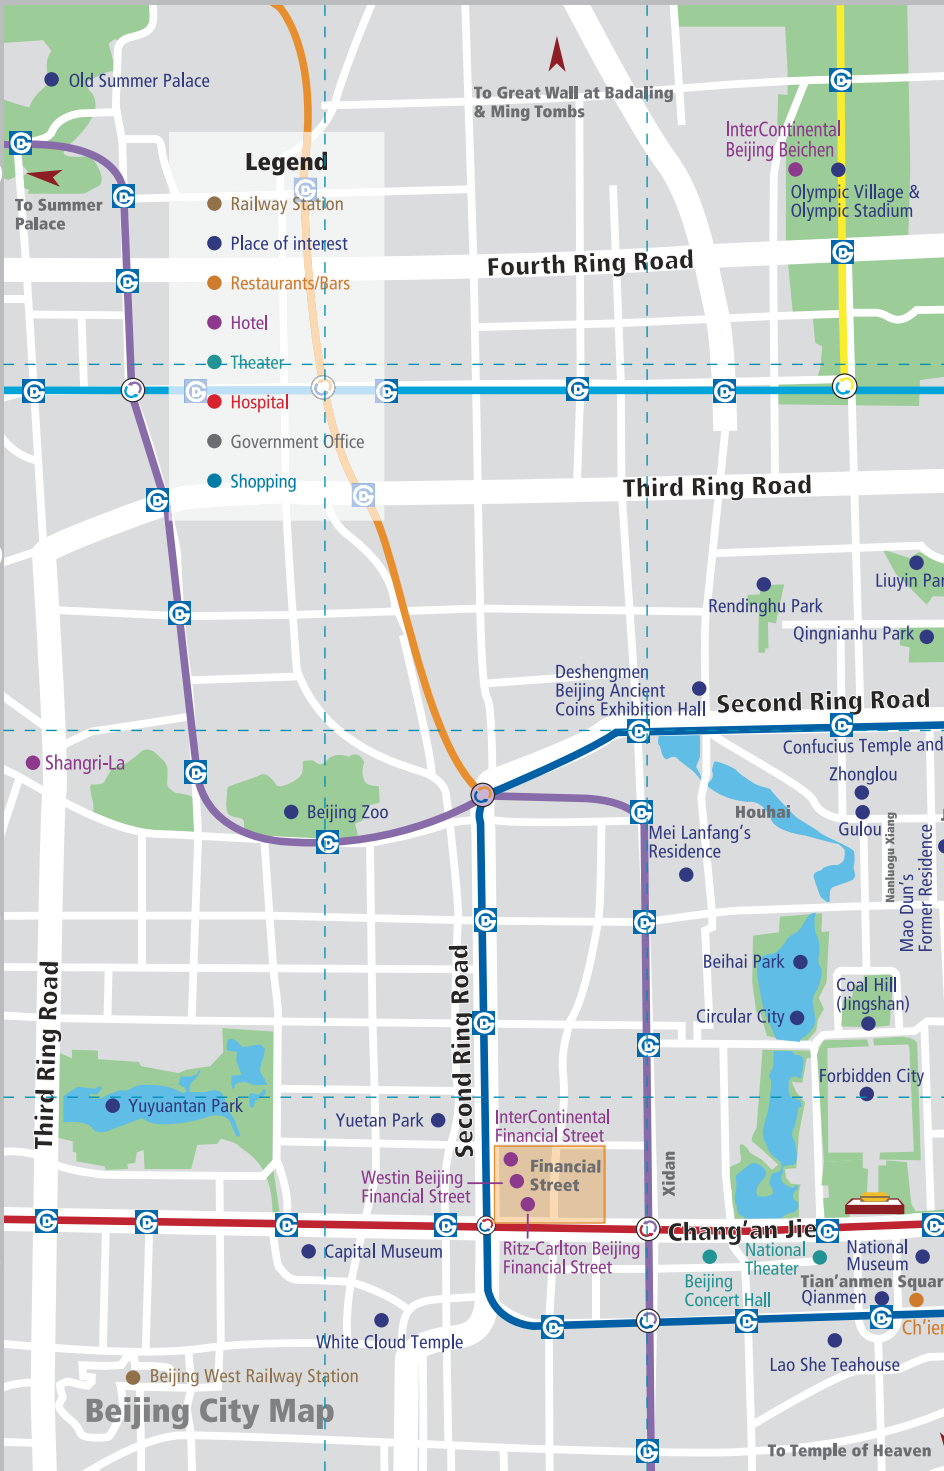 Old Summer Palace
To Great Wall at Badaling
& Ming Tombs
InterContinental
Beijing Beichen
Legend
Olympic Village &
Olympic Stadium
To Summer
Palace
Railway Station
Place of interest
Fourth Ring Road
Restaurants/Bars
Hotel
Theater
Hospital
Government Office
Shopping
Third Ring Road
Liuyin Par
Rendinghu Park
Qingnianhu Park
Deshengmen
Beijing Ancient
Coins Exhibition Hall
Second Ring Road
Confucius Temple and
Shangri-La
Zhonglou
Beijing Zoo
Houhai
Gulou
Mei Lanfang's
Residence
Nanluogu Xiang
Mao Dun's
Former Residence
Beihai Park
Coal Hill
(Jingshan)
Circular City
Third Ring Road
Second Ring Road
Forbidden City
Yuyuantan Park
Yuetan Park
InterContinental
Financial Street
Financial
Street
Westin Beijing
Financial Street
Xidan
Chang'an Jie
Ritz-Carlton Beijing
Financial Street
Capital Museum
National
Theater
National
Museum
Beijing
Concert Hall
Tian'anmen Squar
Qianmen
Ch'ien
White Cloud Temple
Lao She Teahouse
Beijing West Railway Station
Beijing City Map
To Temple of Heaven